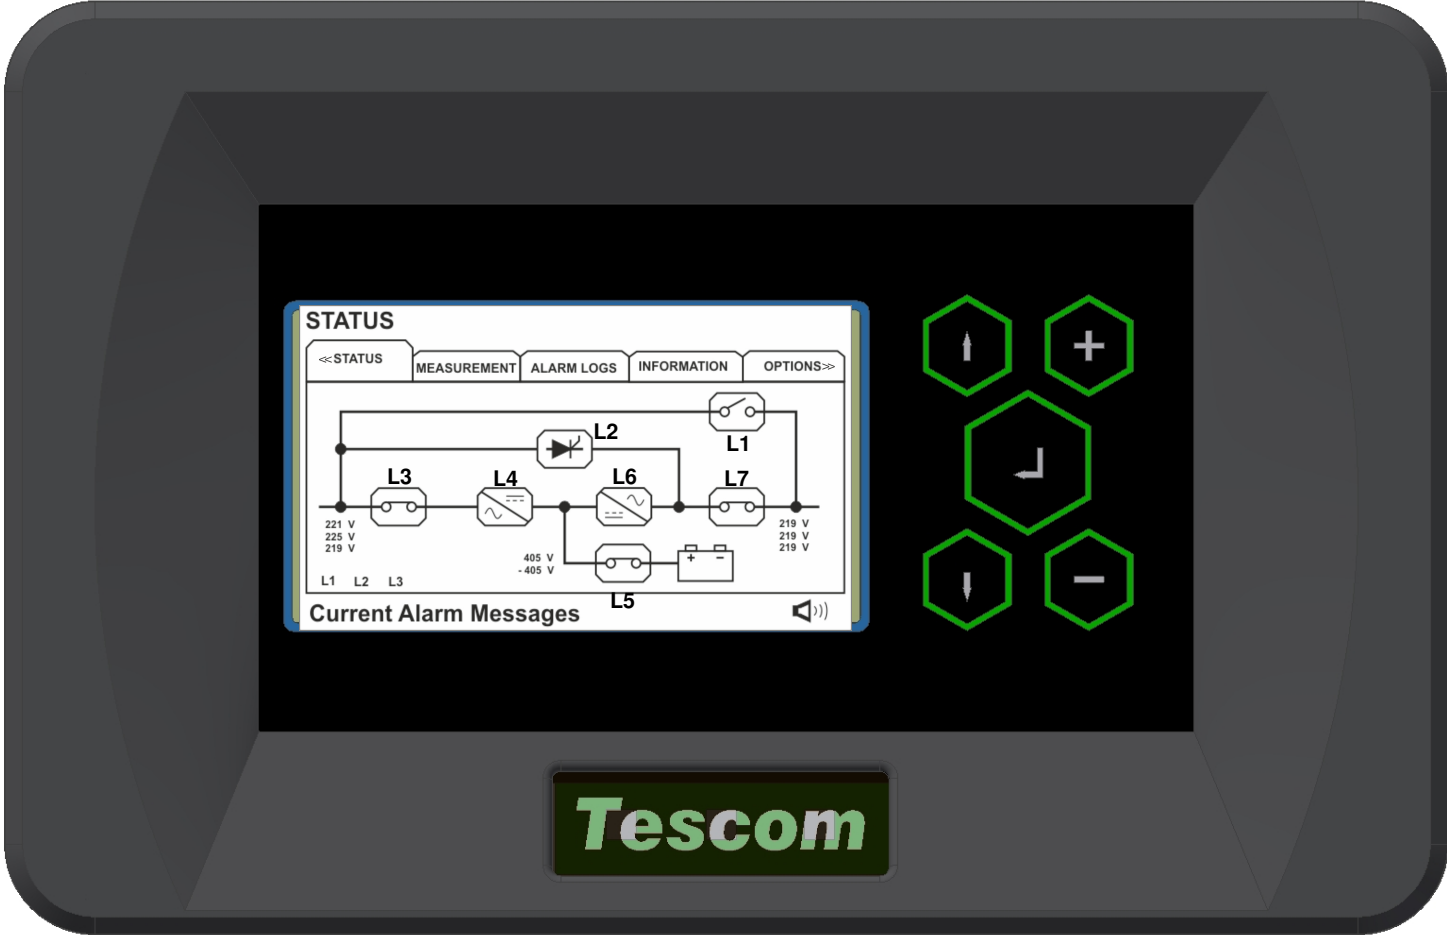 STATUS
<<STATUS MEASUREMENT ALARM LOGS INFORMATION OPTIONS>>
L1
L2
L3 L4 L6 L7
221 V
225 V
219 V
219 V
219 V
219 V
405 V
- 405 V
+ −
L1 L2 L3
L5
Current Alarm Messages
+
−
Tescom